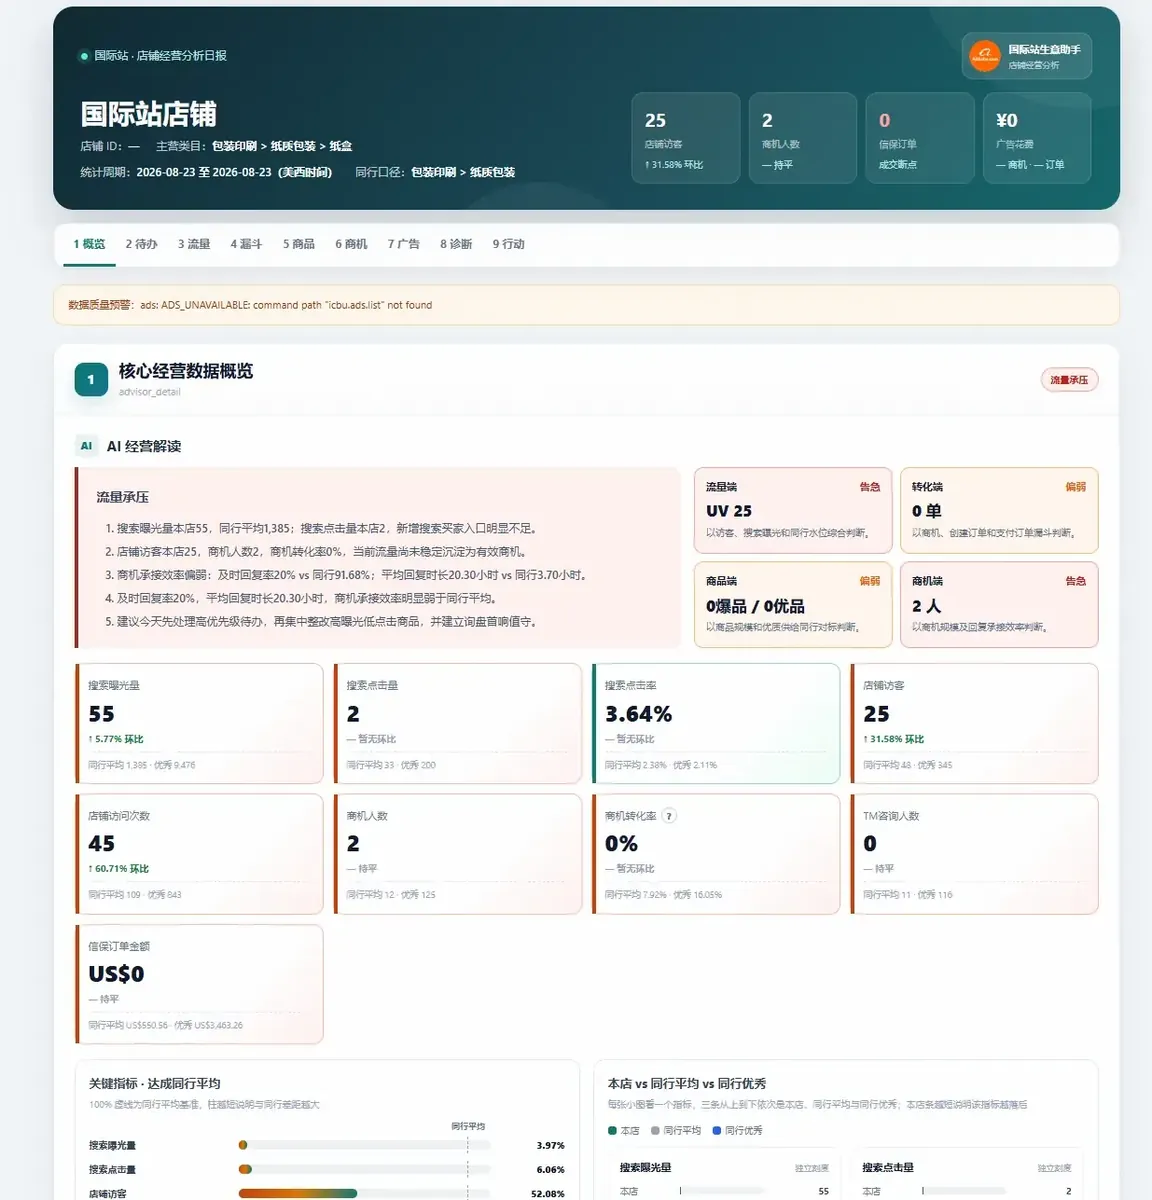 国际站 · 店铺经营分析日报
国际站生意助手
店铺经营分析
国际站店铺
店铺 ID： — 主营类目：包装印刷 > 纸质包装 > 纸盒
统计周期：2026-08-23 至 2026-08-23（美西时间） 同行口径：包装印刷 > 纸质包装
25
店铺访客
↑ 31.58% 环比
2
商机人数
— 持平
0
信保订单
成交断点
¥0
广告花费
— 商机 · — 订单
1 概览 2 待办 3 流量 4 漏斗 5 商品 6 商机 7 广告 8 诊断 9 行动
数据质量预警：ads: ADS_UNAVAILABLE: command path "icbu.ads.list" not found
1
核心经营数据概览
advisor_detail
流量承压
AI AI 经营解读
流量承压
1. 搜索曝光量本店55，同行平均1,385；搜索点击量本店2，新增搜索买家入口明显不足。
2. 店铺访客本店25，商机人数2，商机转化率0%，当前流量尚未稳定沉淀为有效商机。
3. 商机承接效率偏弱：及时回复率20% vs 同行91.68%；平均回复时长20.30小时 vs 同行3.70小时。
4. 及时回复率20%，平均回复时长20.30小时，商机承接效率明显弱于同行平均。
5. 建议今天先处理高优先级待办，再集中整改高曝光低点击商品，并建立询盘首响值守。
流量端 告急
UV 25
以访客、搜索曝光和同行水位综合判断。
转化端 偏弱
0 单
以商机、创建订单和支付订单漏斗判断。
商品端 偏弱
0爆品 / 0优品
以商品规模和优质供给同行对标判断。
商机端 告急
2 人
以商机规模及回复承接效率判断。
搜索曝光量
55
↑ 5.77% 环比
同行平均 1,385 · 优秀 9,476
搜索点击量
2
— 暂无环比
同行平均 33 · 优秀 200
搜索点击率
3.64%
— 暂无环比
同行平均 2.38% · 优秀 2.11%
店铺访客
25
↑ 31.58% 环比
同行平均 48 · 优秀 345
店铺访问次数
45
↑ 60.71% 环比
同行平均 109 · 优秀 843
商机人数
2
— 持平
同行平均 12 · 优秀 125
商机转化率 ?
0%
— 暂无环比
同行平均 7.92% · 优秀 16.05%
TM咨询人数
0
— 持平
同行平均 11 · 优秀 116
信保订单金额
US$0
— 持平
同行平均 US$550.56 · 优秀 US$3,463.26
关键指标 · 达成同行平均
100% 虚线为同行平均基准，柱越短说明与同行差距越大
同行平均
搜索曝光量 3.97%
搜索点击量 6.06%
店铺访客 52.08%
本店 vs 同行平均 vs 同行优秀
每张小图看一个指标，三条从上到下依次是本店、同行平均与同行优秀；本店条越短说明该指标越落后
本店 同行平均 同行优秀
搜索曝光量 独立刻度
本店 55
搜索点击量 独立刻度
本店 2